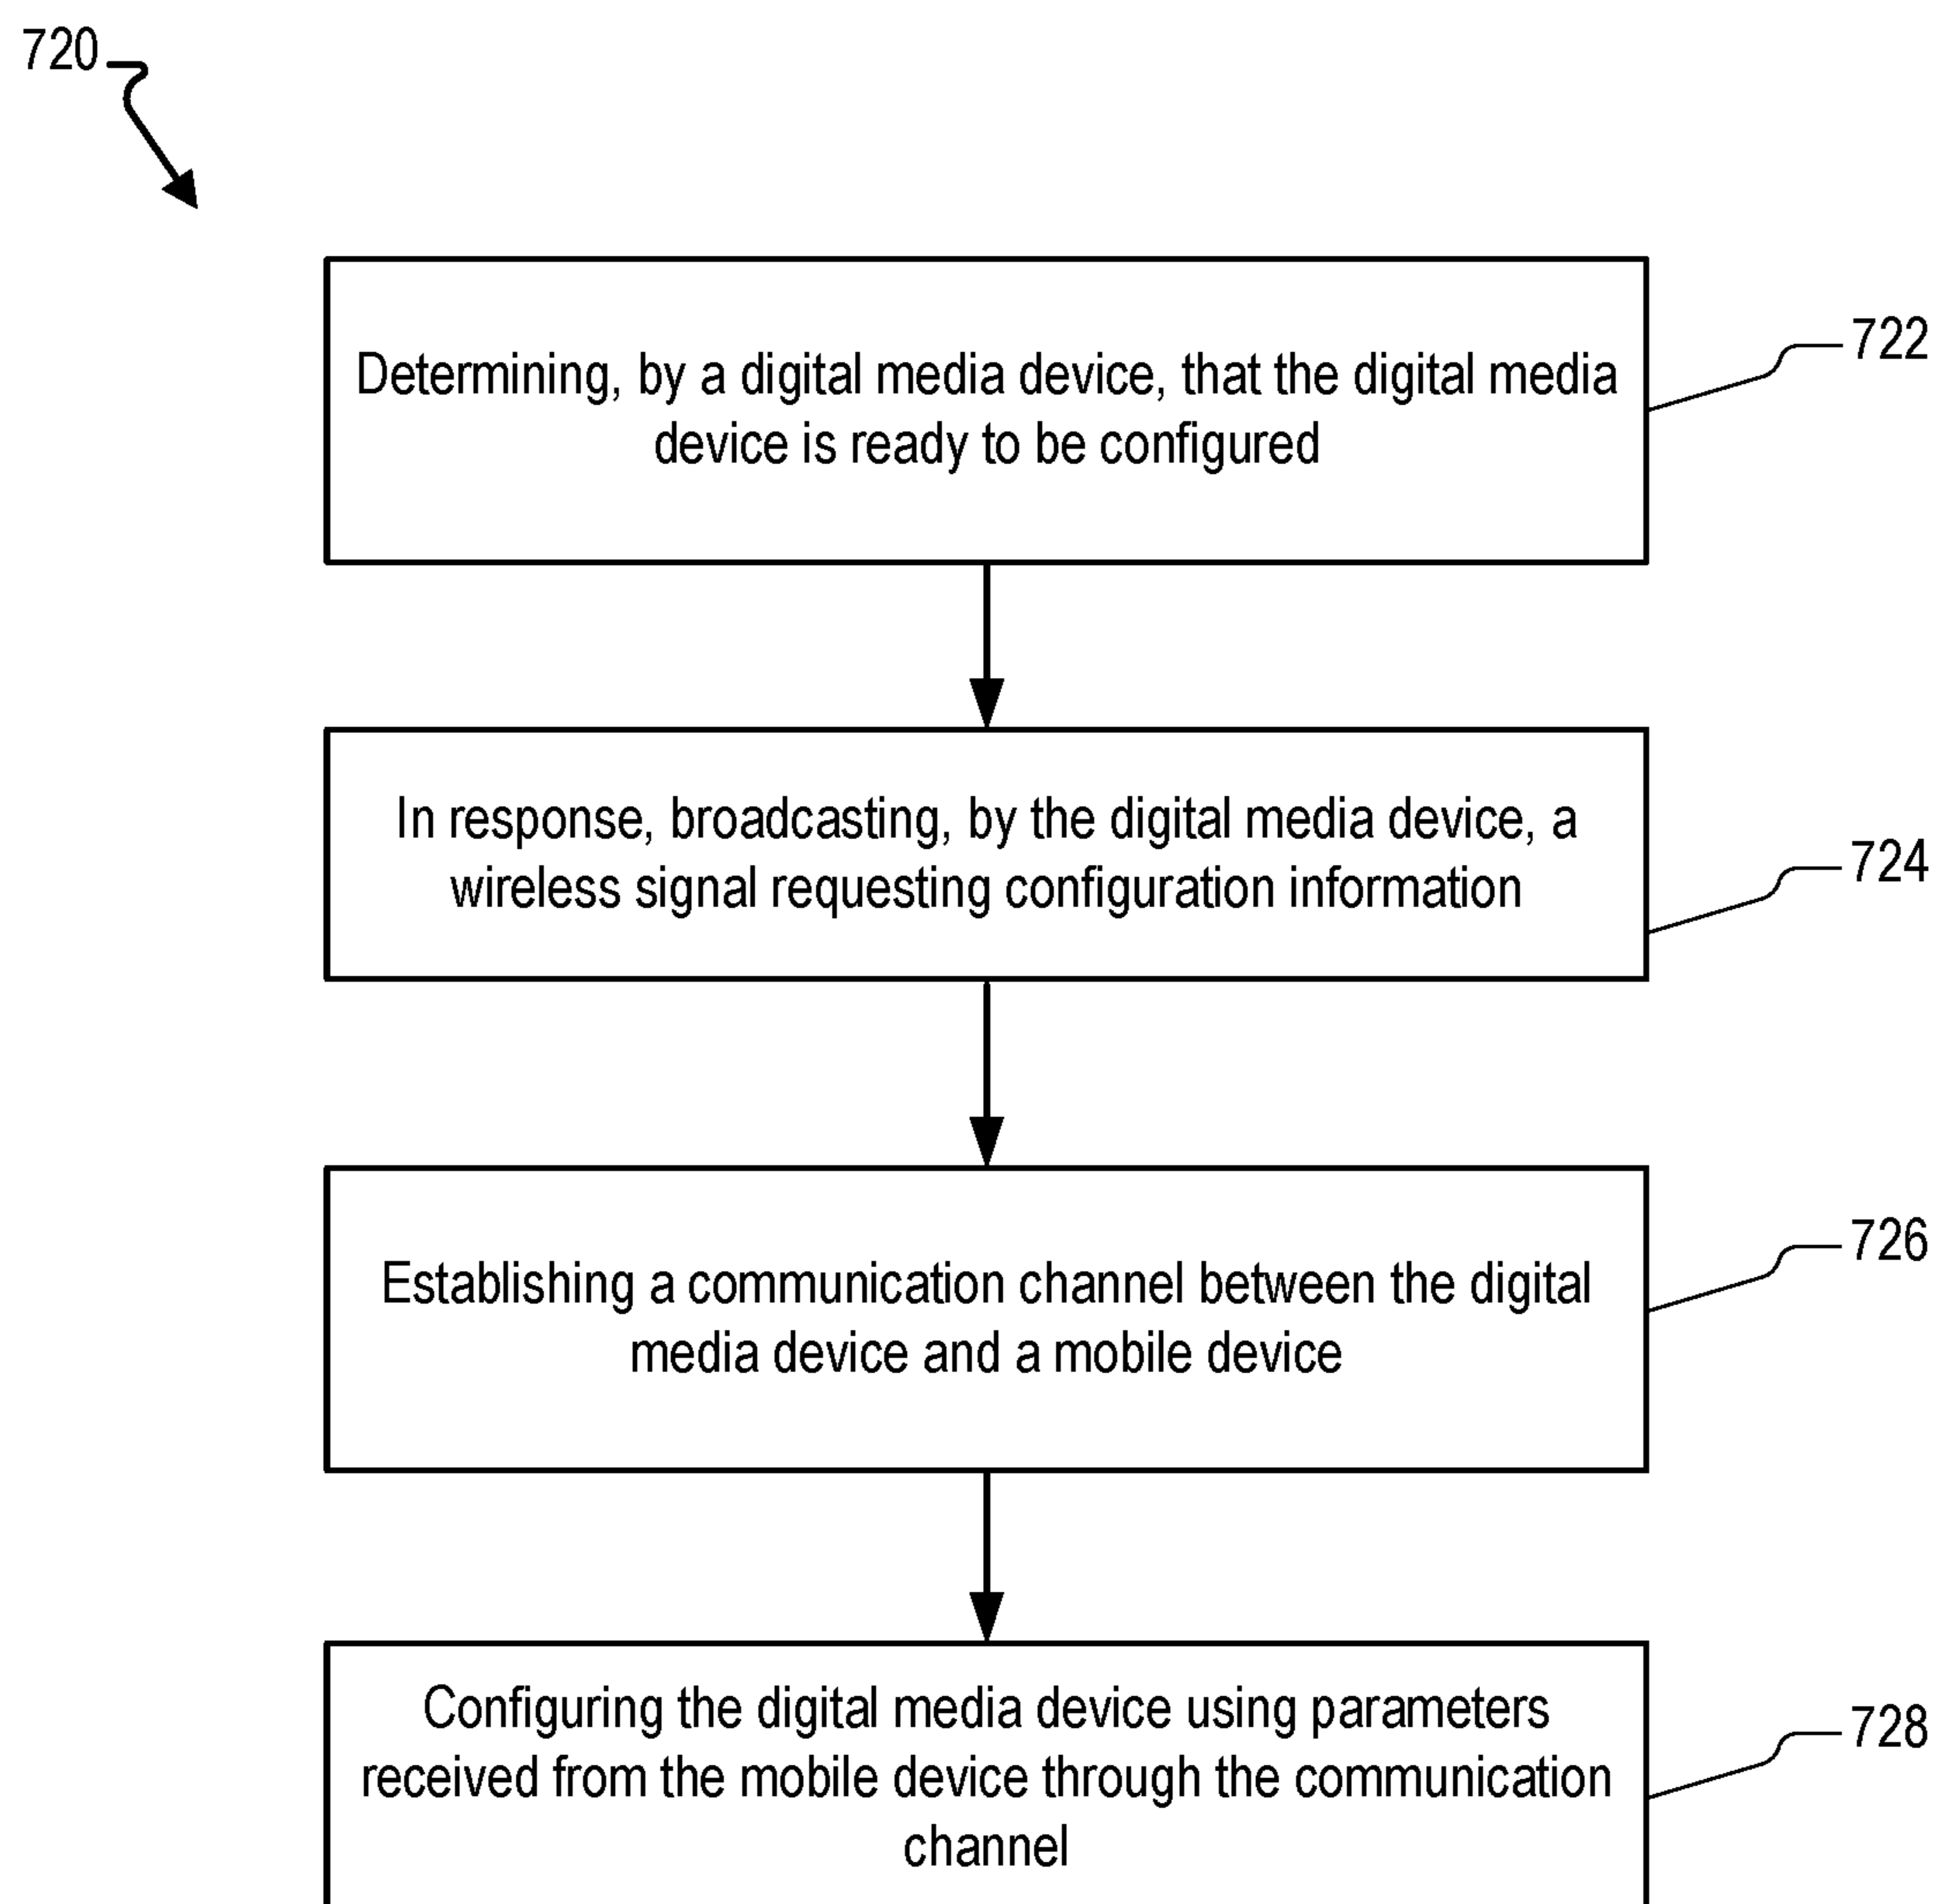 720
Determining, by a digital media device, that the digital media
device is ready to be configured
722
In response, broadcasting, by the digital media device, a
wireless signal requesting configuration information
724
Establishing a communication channel between the digital
media device and a mobile device
726
Configuring the digital media device using parameters
received from the mobile device through the communication
channel
728